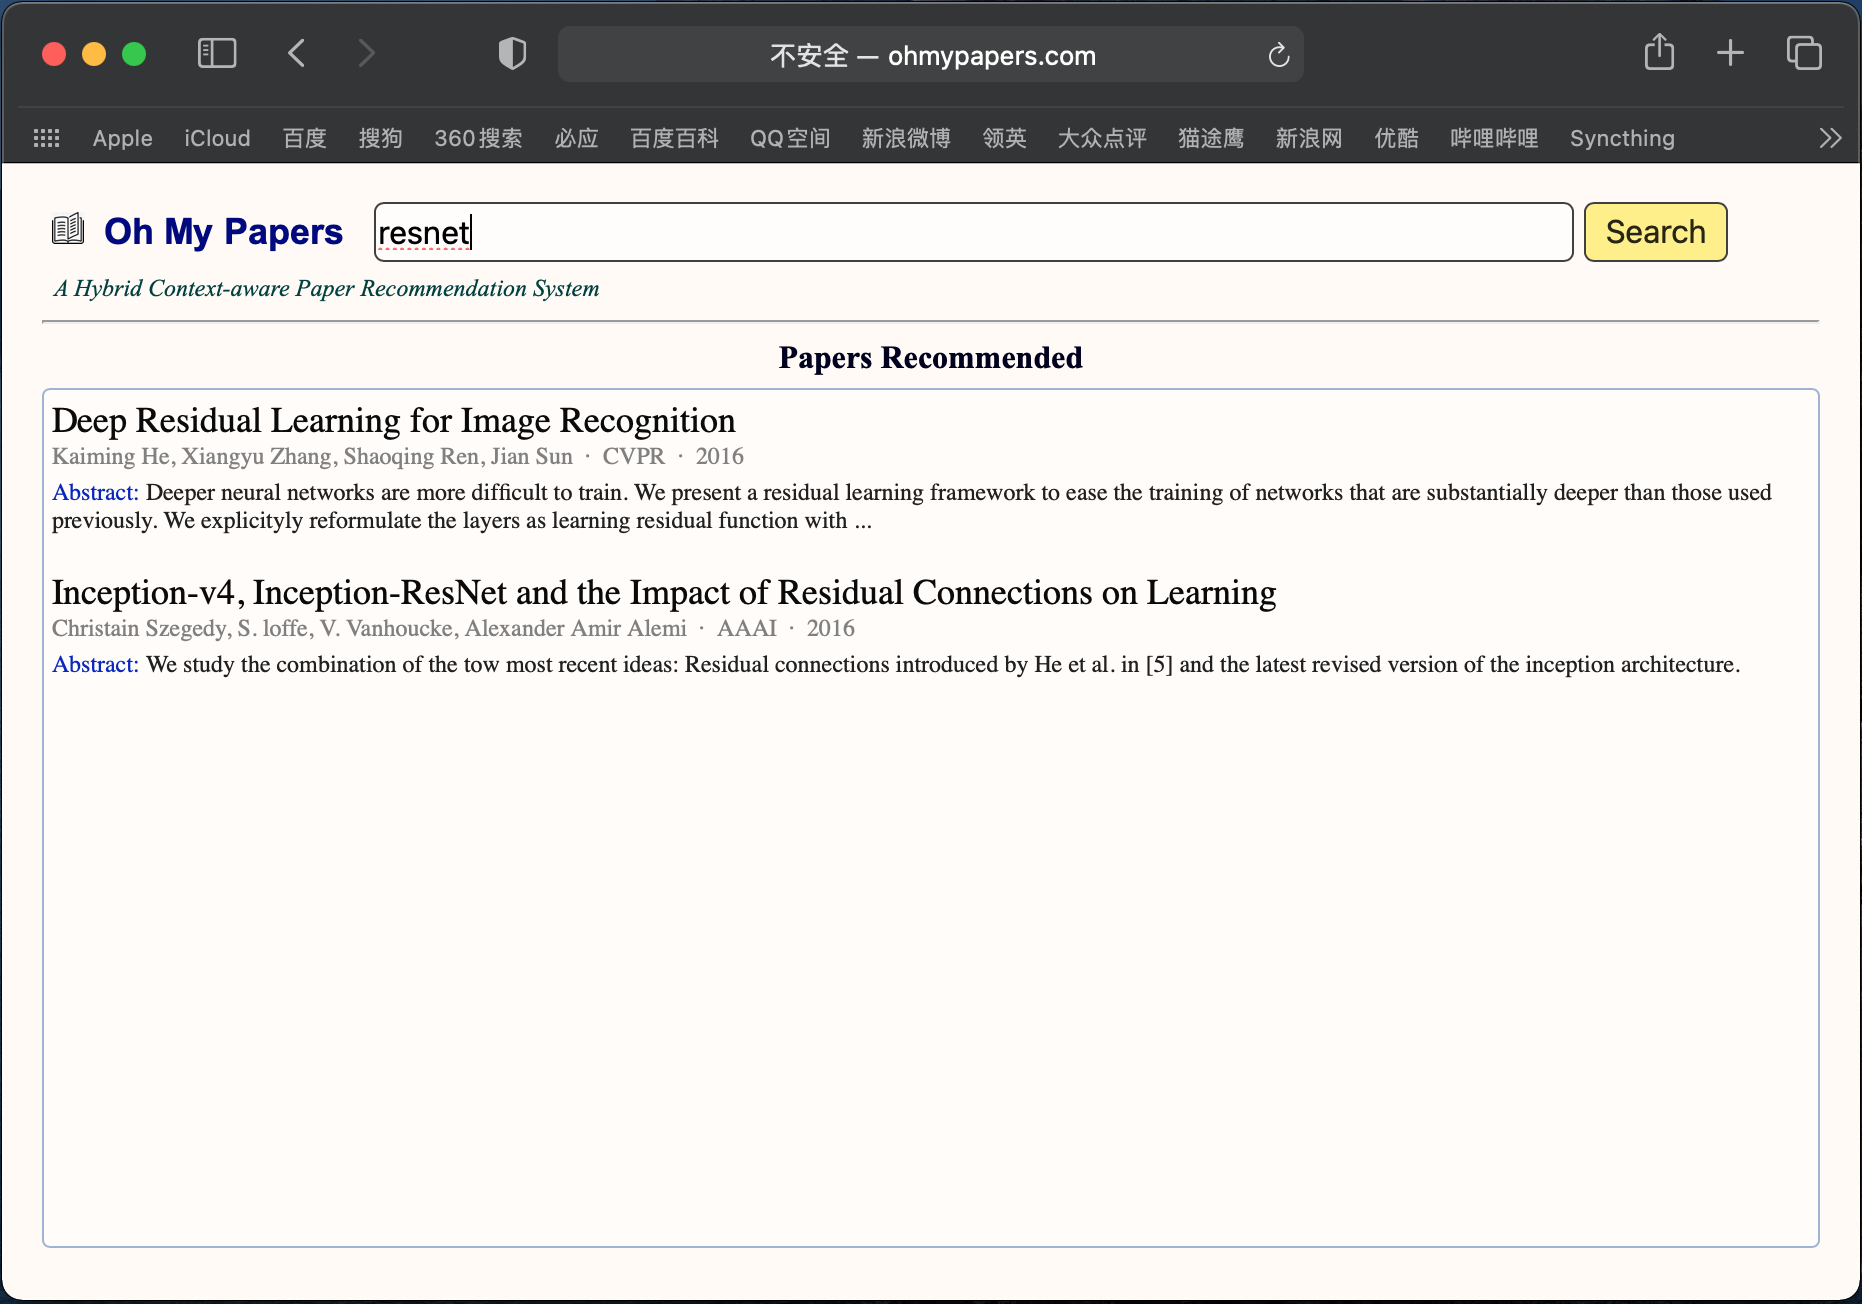 不安全 — ohmypapers.com
Apple iCloud 百度 搜狗 360搜索 必应 百度百科 QQ空间 新浪微博 领英 大众点评 猫途鹰 新浪网 优酷 哔哩哔哩 Syncthing
Oh My Papers resnet Search
A Hybrid Context-aware Paper Recommendation System
Papers Recommended
Deep Residual Learning for Image Recognition
Kaiming He, Xiangyu Zhang, Shaoqing Ren, Jian Sun · CVPR · 2016
Abstract: Deeper neural networks are more difficult to train. We present a residual learning framework to ease the training of networks that are substantially deeper than those used
previously. We explicityly reformulate the layers as learning residual function with ...
Inception-v4, Inception-ResNet and the Impact of Residual Connections on Learning
Christain Szegedy, S. loffe, V. Vanhoucke, Alexander Amir Alemi · AAAI · 2016
Abstract: We study the combination of the tow most recent ideas: Residual connections introduced by He et al. in [5] and the latest revised version of the inception architecture.